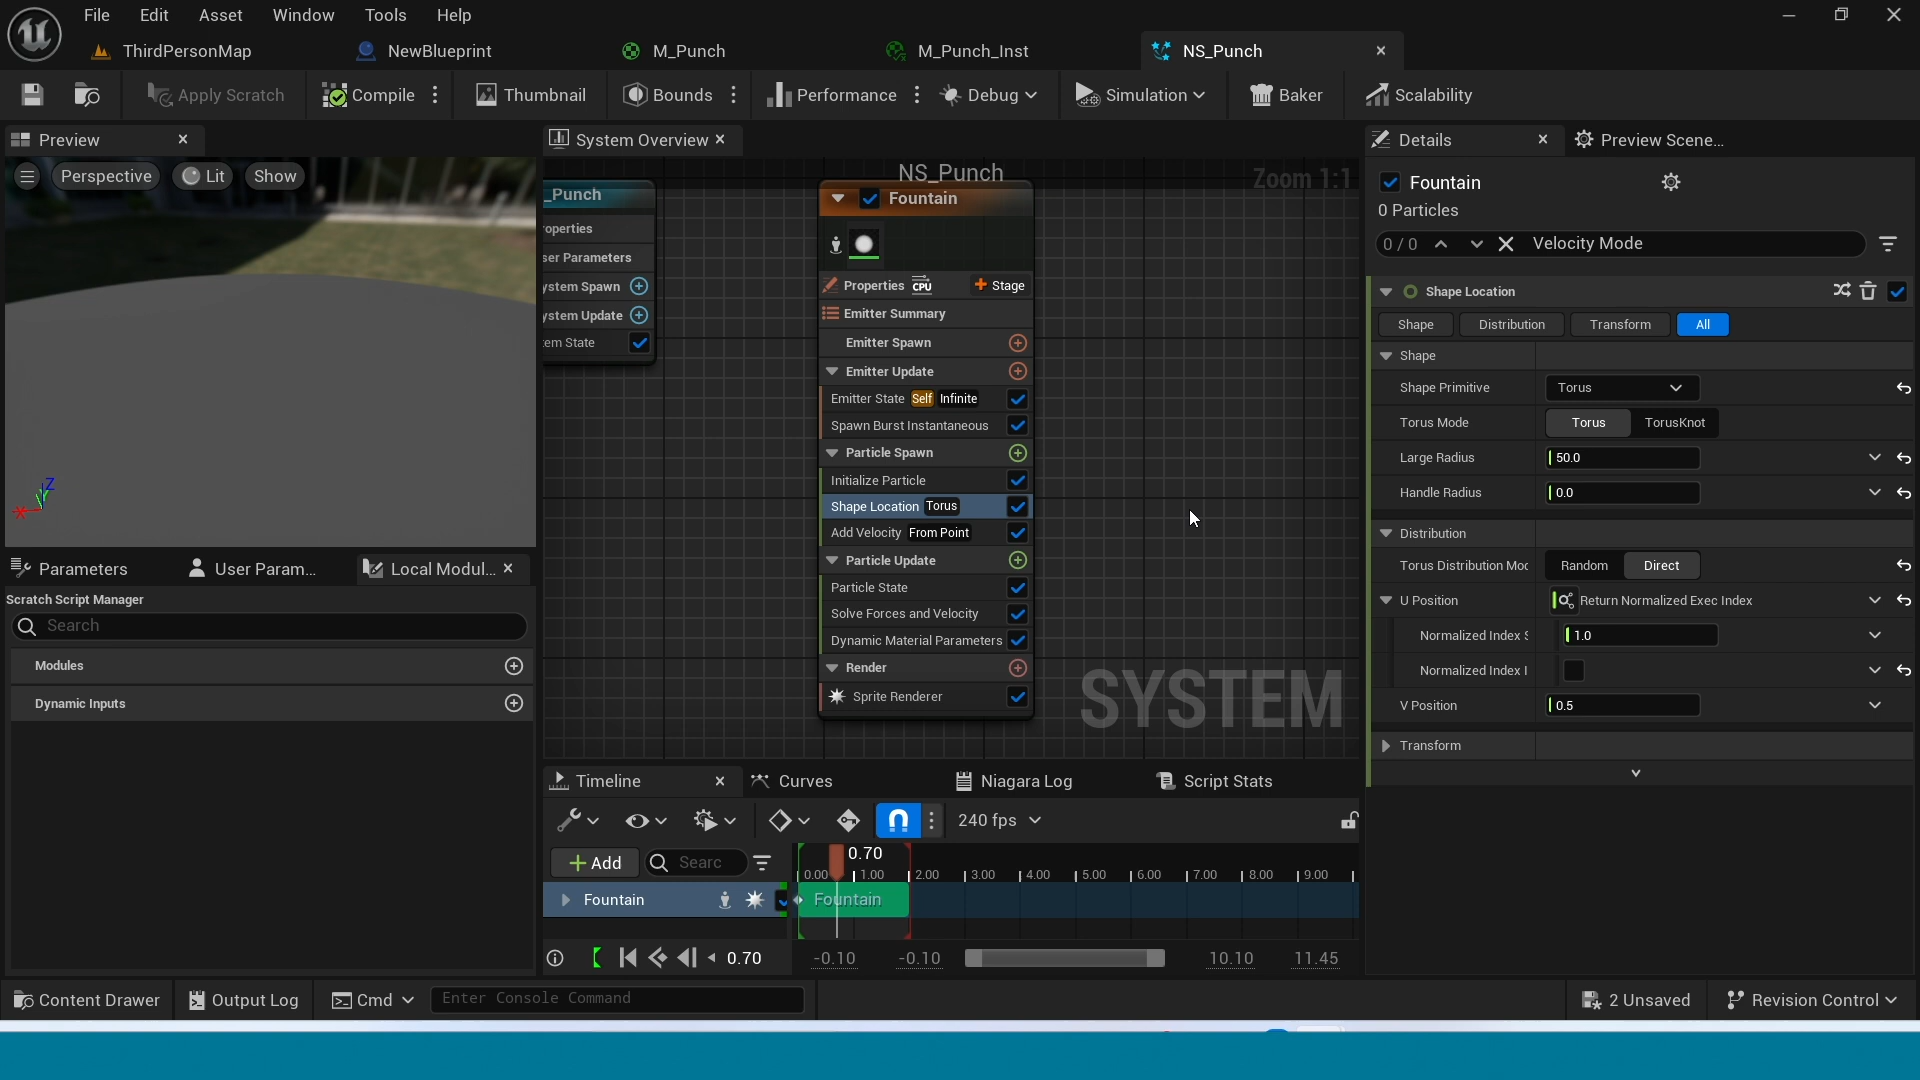 File Edit Asset Window Tools Help
ThirdPersonMap NewBlueprint M_Punch M_Punch_Inst NS_Punch
Apply Scratch Compile Thumbnail Bounds Performance Debug Simulation Baker Scalability
Preview
Perspective Lit Show
Z
X
Parameters User Param... Local Modul...
Scratch Script Manager
Search
Modules
Dynamic Inputs
System Overview
NS_Punch
Zoom 1:1
_Punch
roperties
ser Parameters
ystem Spawn
ystem Update
em State
Fountain
Properties CPU Stage
Emitter Summary
Emitter Spawn
Emitter Update
Emitter State Self Infinite
Spawn Burst Instantaneous
Particle Spawn
Initialize Particle
Shape Location Torus
Add Velocity From Point
Particle Update
Particle State
Solve Forces and Velocity
Dynamic Material Parameters
Render
Sprite Renderer
SYSTEM
Timeline Curves Niagara Log Script Stats
240 fps
Add Searc
0.70
0.00 1.00 2.00 3.00 4.00 5.00 6.00 7.00 8.00 9.00
Fountain Fountain
0.70 -0.10 -0.10 10.10 11.45
Details Preview Scene...
Fountain
0 Particles
0 / 0 Velocity Mode
Shape Location
Shape Distribution Transform All
Shape
Shape Primitive Torus
Torus Mode Torus TorusKnot
Large Radius 50.0
Handle Radius 0.0
Distribution
Torus Distribution Moc Random Direct
U Position Return Normalized Exec Index
Normalized Index S 1.0
Normalized Index I
V Position 0.5
Transform
Content Drawer Output Log Cmd Enter Console Command 2 Unsaved Revision Control